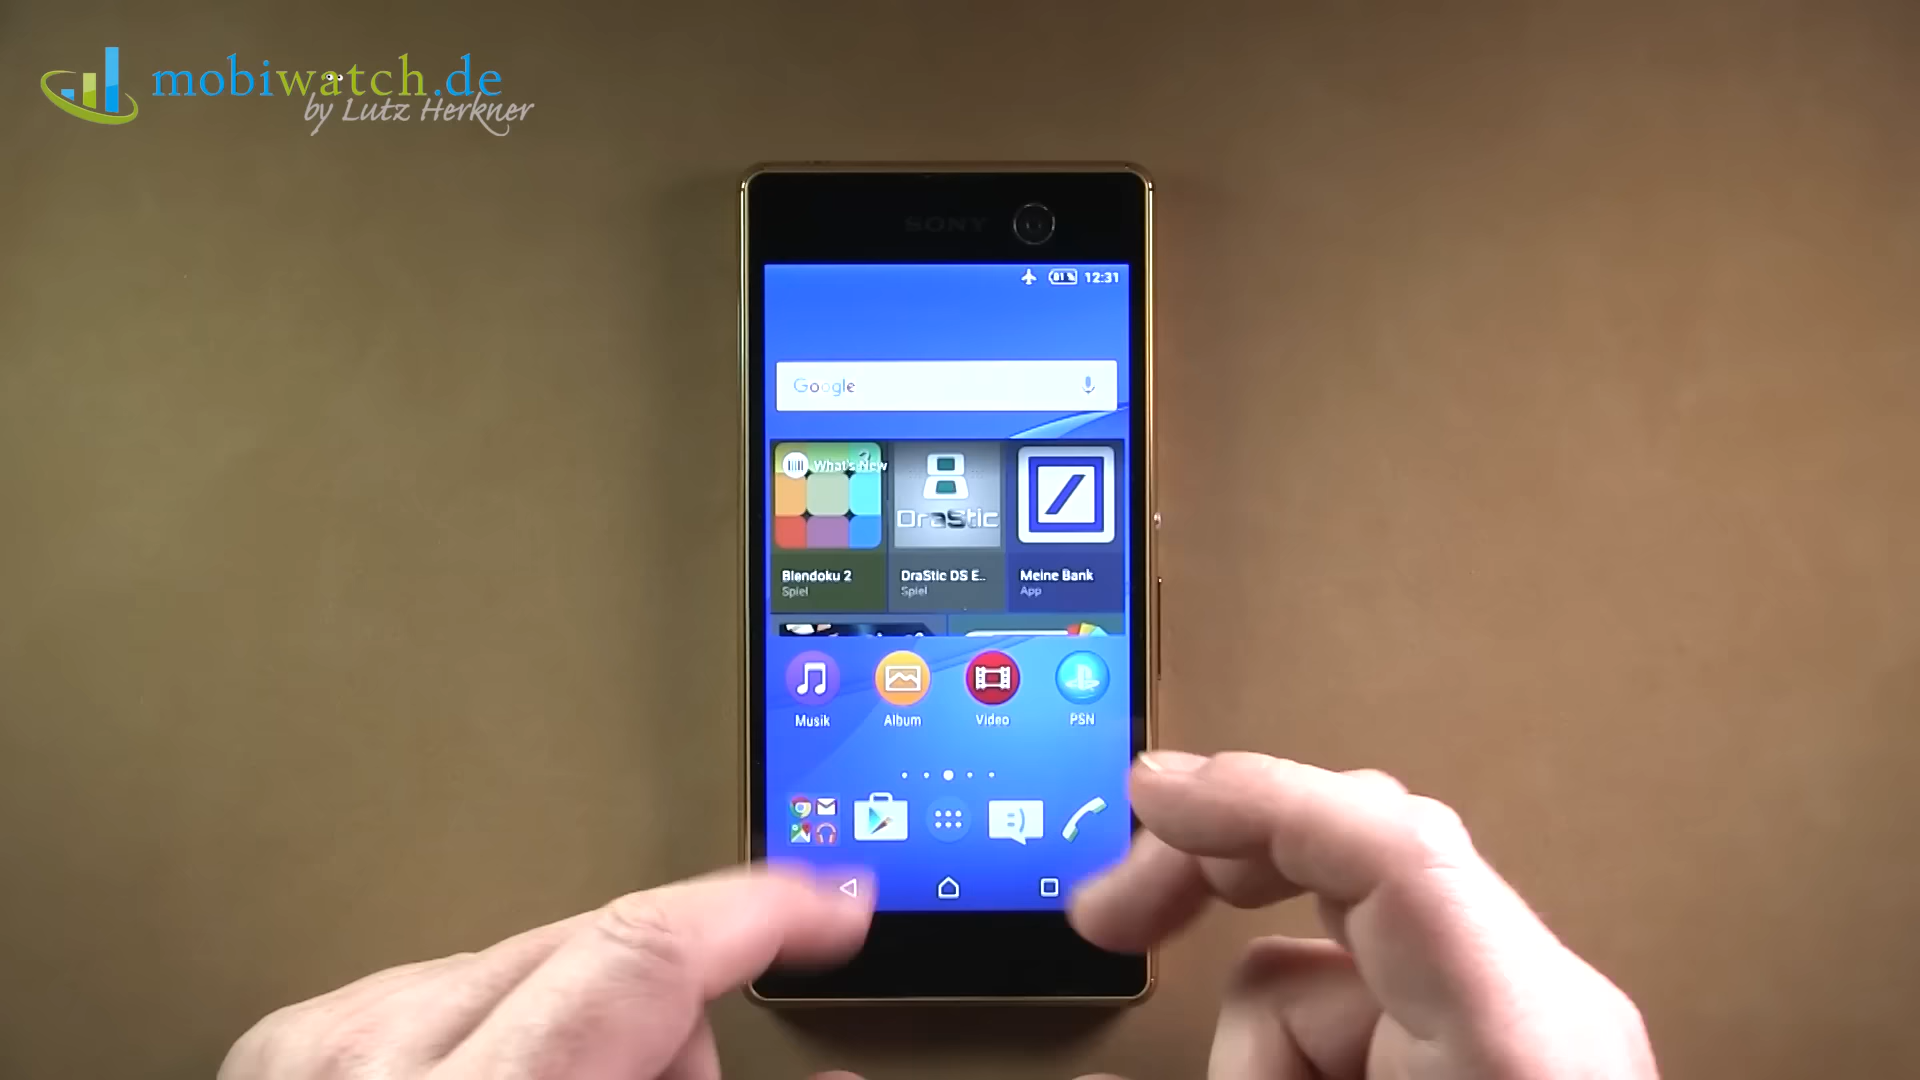 mobiwatch.de
by Lutz Herkner
SONY
81 % 12:31
Google
What's New
DraStic
Blendoku 2
Spiel
DraStic DS E..
Spiel
Meine Bank
App
Musik
Album
Video
PSN